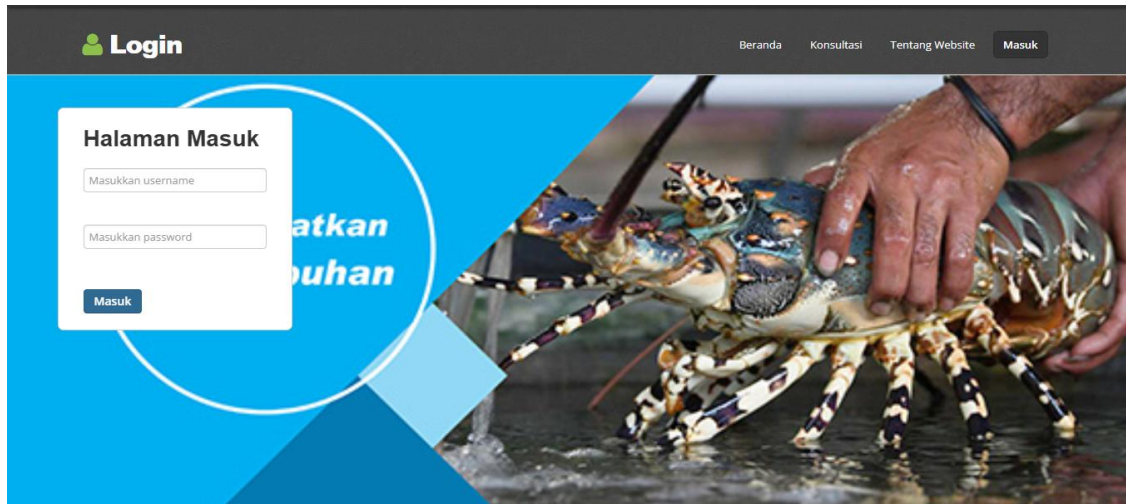 Login
Beranda Konsultasi Tentang Website Masuk
Halaman Masuk
Masukkan username
Masukkan password
Masuk
atkan
buhan